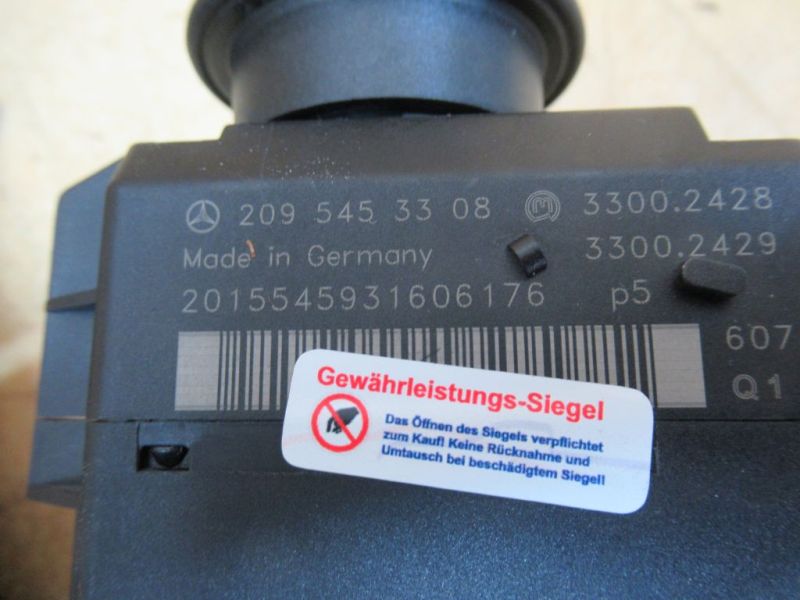 209 545 33 08 3300.2428
Made in Germany 3300.2429
2015545931606176 p5
607
Q1
Gewährleistungs-Siegel
Das Öffnen des Siegels verpflichtet
zum Kauf! Keine Rücknahme und
Umtausch bei beschädigtem Siegel!